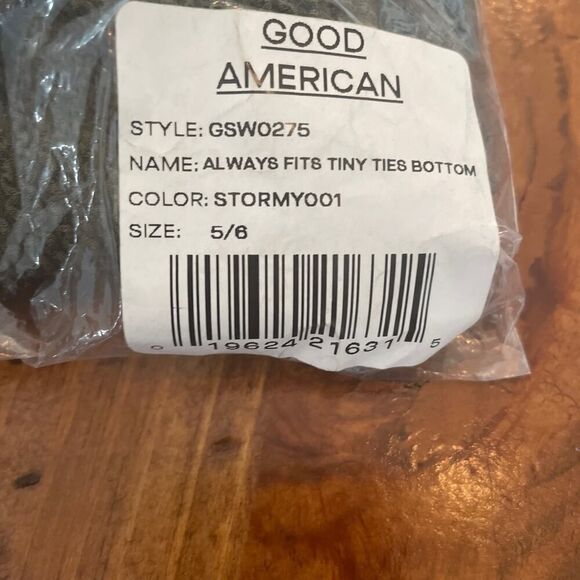 GOOD
AMERICAN
STYLE: GSW0275
NAME: ALWAYS FITS TINY TIES BOTTOM
COLOR: STORMY001
SIZE: 5/6
0 19624 21631 5